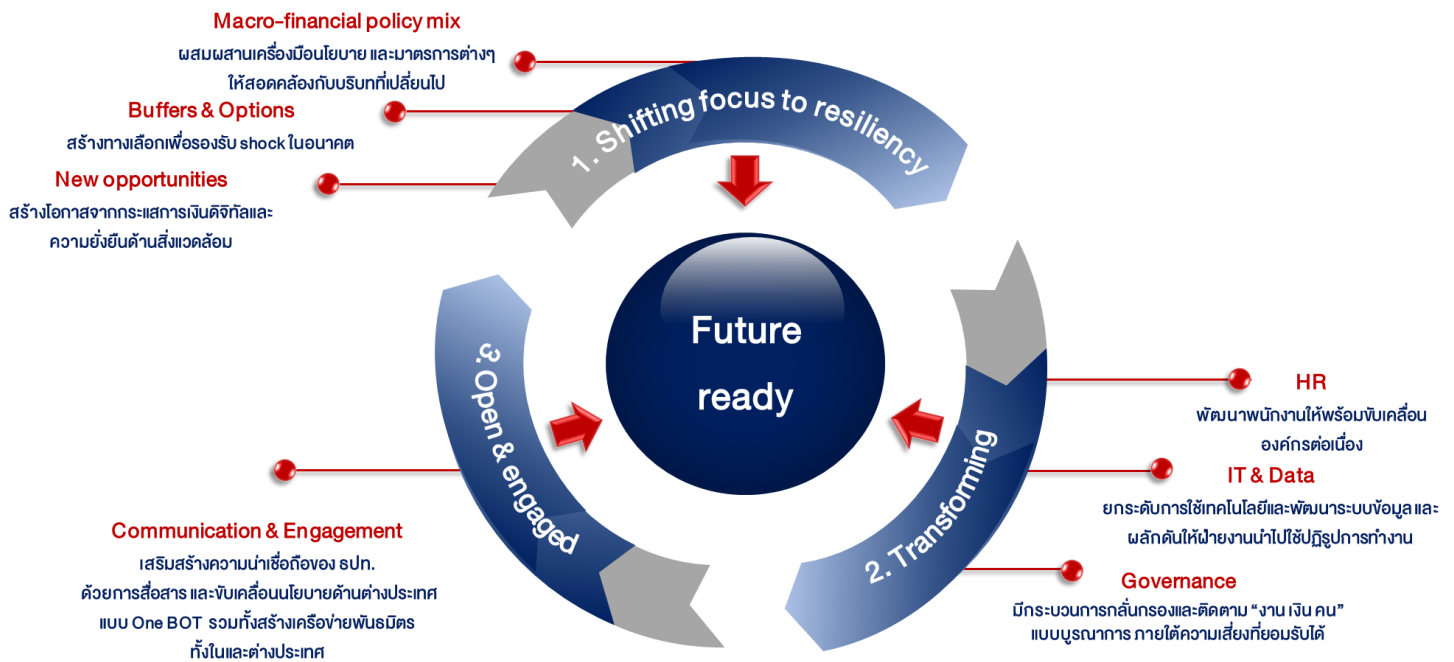 Macro-financial policy mix
ผสมผสานเครื่องมือนโยบาย และมาตรการต่างๆ
ให้สอดคล้องกับบริบทที่เปลี่ยนไป
Buffers & Options
สร้างทางเลือกเพื่อรองรับ shock ในอนาคต
New opportunities
สร้างโอกาสจากกระแสการเงินดิจิทัลและ
ความยั่งยืนด้านสิ่งแวดล้อม
1. Shifting focus to resiliency
Future
ready
HR
พัฒนาพนักงานให้พร้อมขับเคลื่อน
องค์กรต่อเนื่อง
IT & Data
ยกระดับการใช้เทคโนโลยีและพัฒนาระบบข้อมูล และ
ผลักดันให้ฝ่ายงานนำไปใช้ปฏิรูปการทำงาน
Governance
มีกระบวนการกลั่นกรองและติดตาม “งาน เงิน คน”
แบบบูรณาการ ภายใต้ความเสี่ยงที่ยอมรับได้
2. Transforming
3. Open & engaged
Communication & Engagement
เสริมสร้างความน่าเชื่อถือของ ธปท.
ด้วยการสื่อสาร และขับเคลื่อนนโยบายด้านต่างประเทศ
แบบ One BOT รวมทั้งสร้างเครือข่ายพันธมิตร
ทั้งในและต่างประเทศ